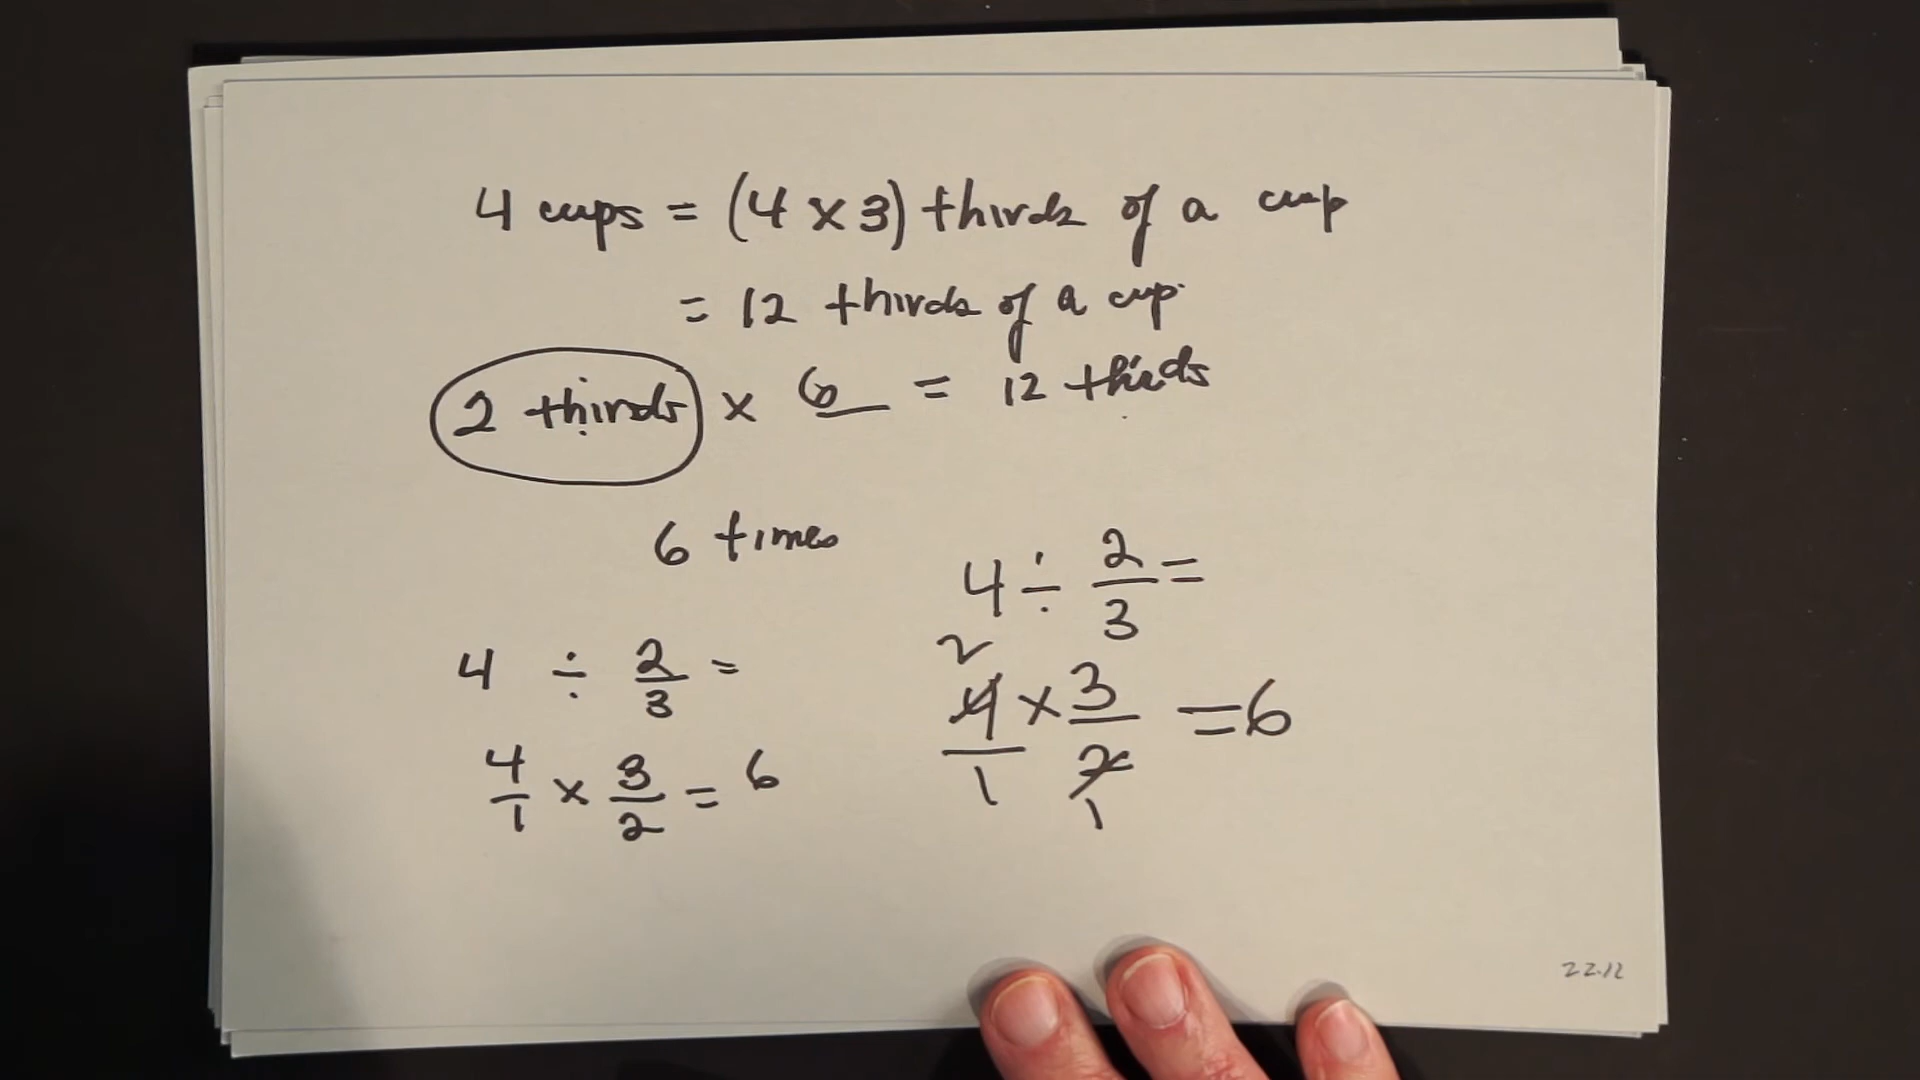 4 cups = (4 × 3) thirds of a cup
= 12 thirds of a cup
2 thirds × 6 = 12 thirds
6 times
4 ÷ 2/3 =
4/1 × 3/2 = 6
4 ÷ 2/3 =
2
4/1 × 3/2 = 6
1
22.12